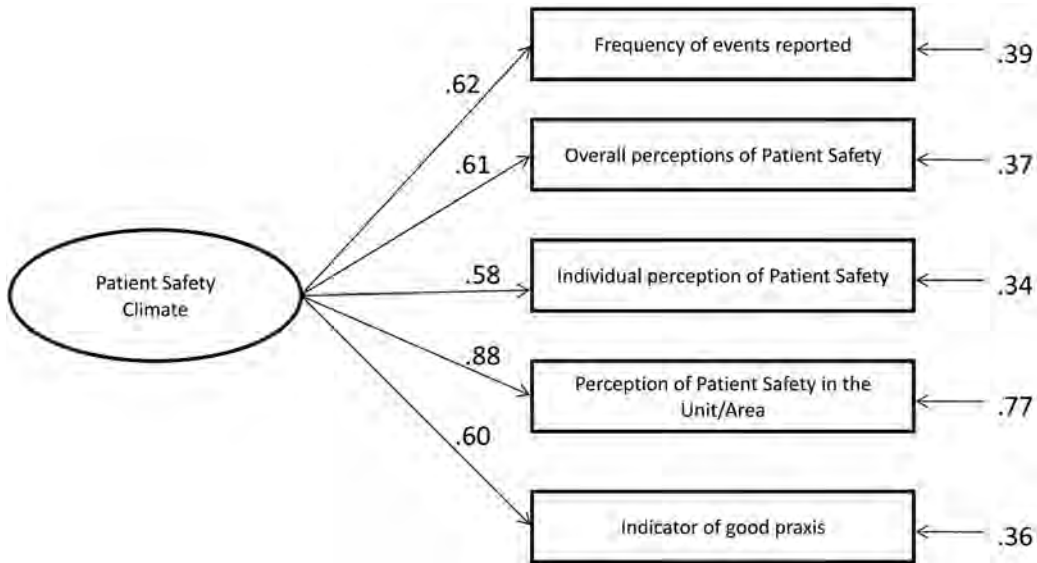 Frequency of events reported
.39
.62
Overall perceptions of Patient Safety
.37
.61
Patient Safety
Climate
Individual perception of Patient Safety
.34
.58
Perception of Patient Safety in the
Unit/Area
.77
.88
Indicator of good praxis
.36
.60